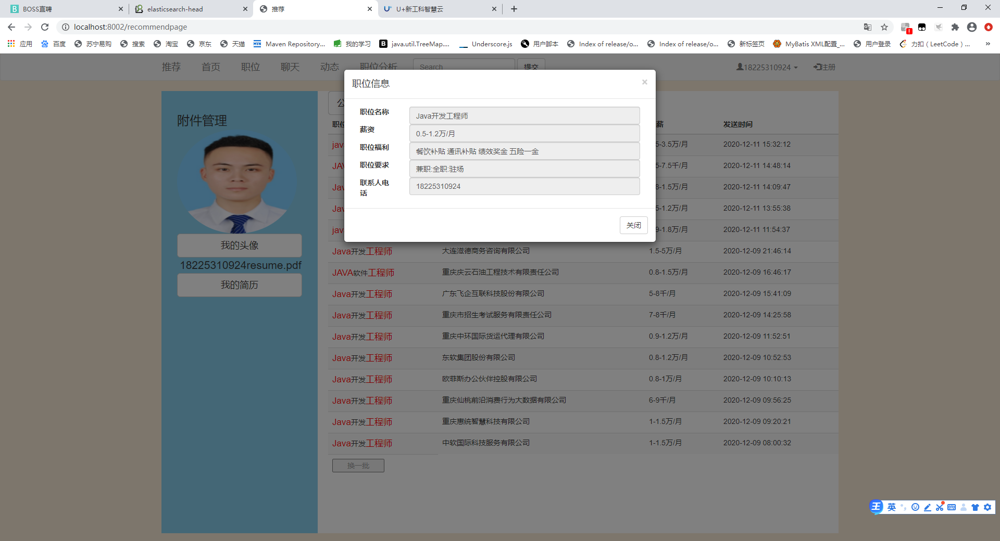 BOSS直聘
elasticsearch-head
推荐
U+新工科智慧云
localhost:8002/recommendpage
应用 百度 苏宁易购 搜索 淘宝 京东 天猫 Maven Repository... 我的学习 java.util.TreeMap.... Underscore.js 用户脚本 Index of release/o... Index of release/o... 新标签页 MyBatis XML配置_... 用户登录 力扣 ( LeetCode ) ... »
推荐 首页 职位 聊天 动态 职位分析 Search 提交 18225310924 注册
职位信息 ×
职位名称 Java开发工程师
薪资 0.5-1.2万/月
职位福利 餐饮补贴 通讯补贴 绩效奖金 五险一金
职位要求 兼职:全职:驻场
联系人电话 18225310924
关闭
附件管理
我的头像
18225310924resume.pdf
我的简历
公
职位 薪 发送时间
jav 5-3.5万/月 2020-12-11 15:32:12
JAV 5-7.5千/月 2020-12-11 14:48:14
Jav 8-1.5万/月 2020-12-11 14:09:47
Jav 5-1.2万/月 2020-12-11 13:55:38
jav 9-1.8万/月 2020-12-11 11:54:37
Java开发工程师 大连滋德商务咨询有限公司 1.5-5万/月 2020-12-09 21:46:14
JAVA软件工程师 重庆庆云石油工程技术有限责任公司 0.8-1.5万/月 2020-12-09 16:46:17
Java开发工程师 广东飞企互联科技股份有限公司 5-8千/月 2020-12-09 15:41:09
Java开发工程师 重庆市招生考试服务有限责任公司 7-8千/月 2020-12-09 14:25:58
Java开发工程师 重庆中环国际货运代理有限公司 0.9-1.2万/月 2020-12-09 11:52:51
Java开发工程师 东软集团股份有限公司 0.8-1.2万/月 2020-12-09 10:52:53
Java开发工程师 欧菲斯办公伙伴控股有限公司 0.8-1万/月 2020-12-09 10:10:13
Java开发工程师 重庆仙桃前沿消费行为大数据有限公司 6-9千/月 2020-12-09 09:56:25
Java开发工程师 重庆惠统智慧科技有限公司 1-1.5万/月 2020-12-09 09:20:21
Java开发工程师 中软国际科技服务有限公司 1-1.5万/月 2020-12-09 08:00:32
换一批
王 英